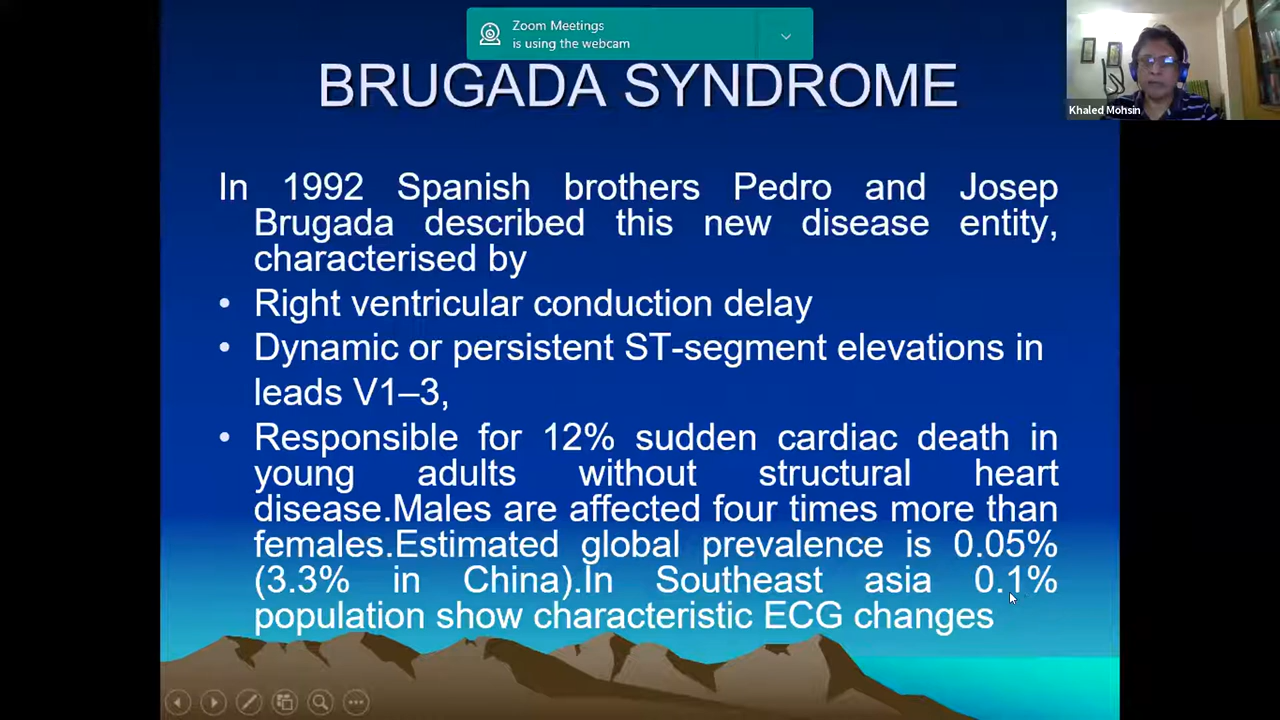 Zoom Meetings
is using the webcam
BRUGADA SYNDROME
Khaled Mohsin
In 1992 Spanish brothers Pedro and Josep
Brugada described this new disease entity,
characterised by
• Right ventricular conduction delay
• Dynamic or persistent ST-segment elevations in
leads V1–3,
• Responsible for 12% sudden cardiac death in
young adults without structural heart
disease.Males are affected four times more than
females.Estimated global prevalence is 0.05%
(3.3% in China).In Southeast asia 0.1%
population show characteristic ECG changes